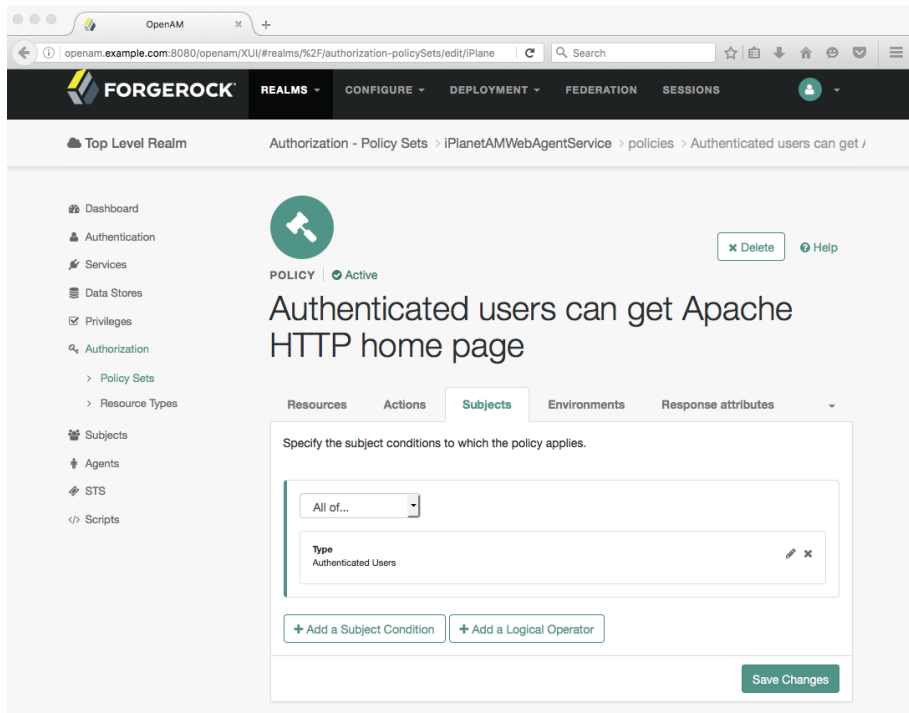 OpenAM
openam.example.com:8080/openam/XUI/#realms/%2F/authorization-policySets/edit/iPlane
Search
FORGEROCK
REALMS CONFIGURE DEPLOYMENT FEDERATION SESSIONS
Top Level Realm
Authorization - Policy Sets > iPlanetAMWebAgentService > policies > Authenticated users can get
Dashboard
Authentication
Services
Data Stores
Privileges
Authorization
> Policy Sets
> Resource Types
Subjects
Agents
STS
Scripts
Delete
Help
POLICY Active
Authenticated users can get Apache
HTTP home page
Resources Actions Subjects Environments Response attributes
Specify the subject conditions to which the policy applies.
All of...
Type
Authenticated Users
+ Add a Subject Condition
+ Add a Logical Operator
Save Changes